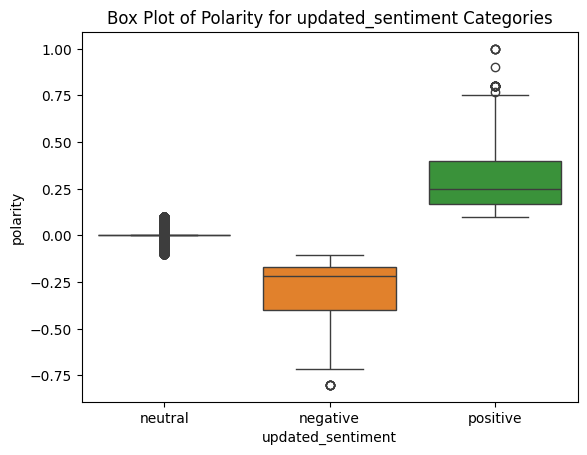 Box Plot of Polarity for updated_sentiment Categories
1.00
0.75
0.50
0.25
0.00
−0.25
−0.50
−0.75
polarity
neutral negative positive
updated_sentiment